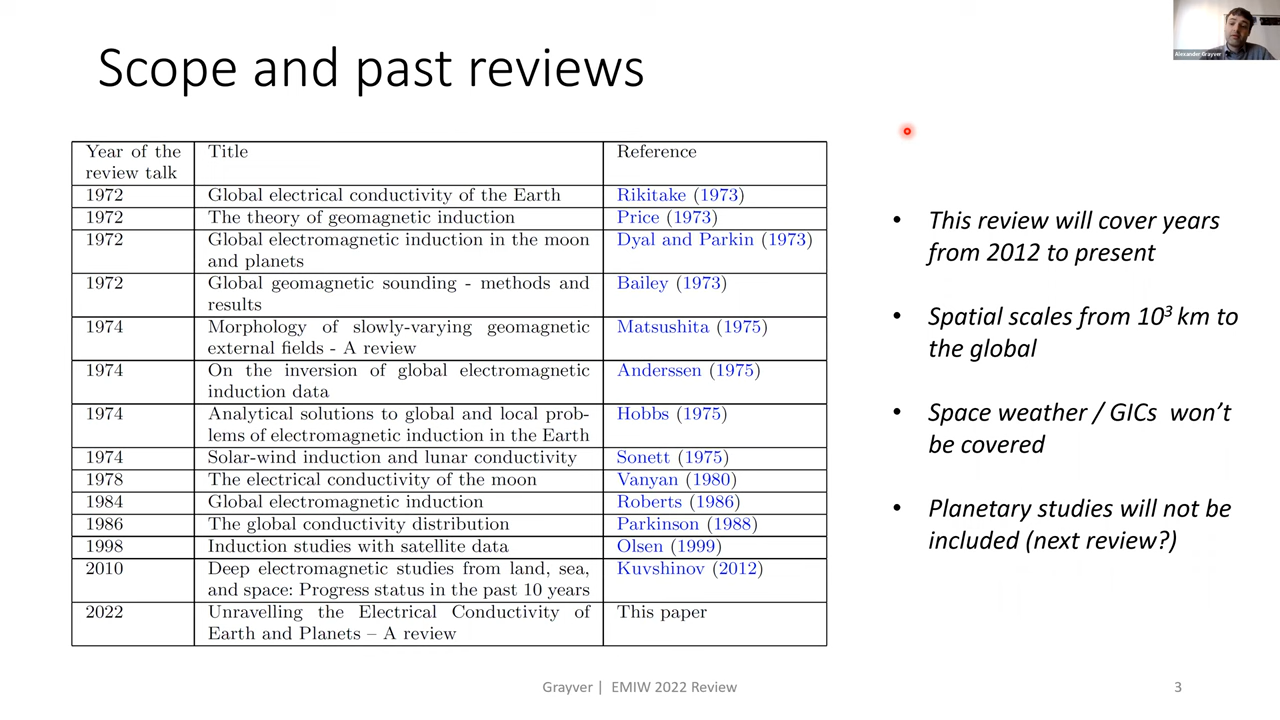 Scope and past reviews
Alexander Grayver
Year of the
review talk
Title
Reference
1972
Global electrical conductivity of the Earth
Rikitake (1973)
1972
The theory of geomagnetic induction
Price (1973)
1972
Global electromagnetic induction in the moon
and planets
Dyal and Parkin (1973)
1972
Global geomagnetic sounding - methods and
results
Bailey (1973)
1974
Morphology of slowly-varying geomagnetic
external fields - A review
Matsushita (1975)
1974
On the inversion of global electromagnetic
induction data
Anderssen (1975)
1974
Analytical solutions to global and local prob-
lems of electromagnetic induction in the Earth
Hobbs (1975)
1974
Solar-wind induction and lunar conductivity
Sonett (1975)
1978
The electrical conductivity of the moon
Vanyan (1980)
1984
Global electromagnetic induction
Roberts (1986)
1986
The global conductivity distribution
Parkinson (1988)
1998
Induction studies with satellite data
Olsen (1999)
2010
Deep electromagnetic studies from land, sea,
and space: Progress status in the past 10 years
Kuvshinov (2012)
2022
Unravelling the Electrical Conductivity of
Earth and Planets – A review
This paper
• This review will cover years
from 2012 to present
• Spatial scales from 10³ km to
the global
• Space weather / GICs won’t
be covered
• Planetary studies will not be
included (next review?)
Grayver | EMIW 2022 Review
3